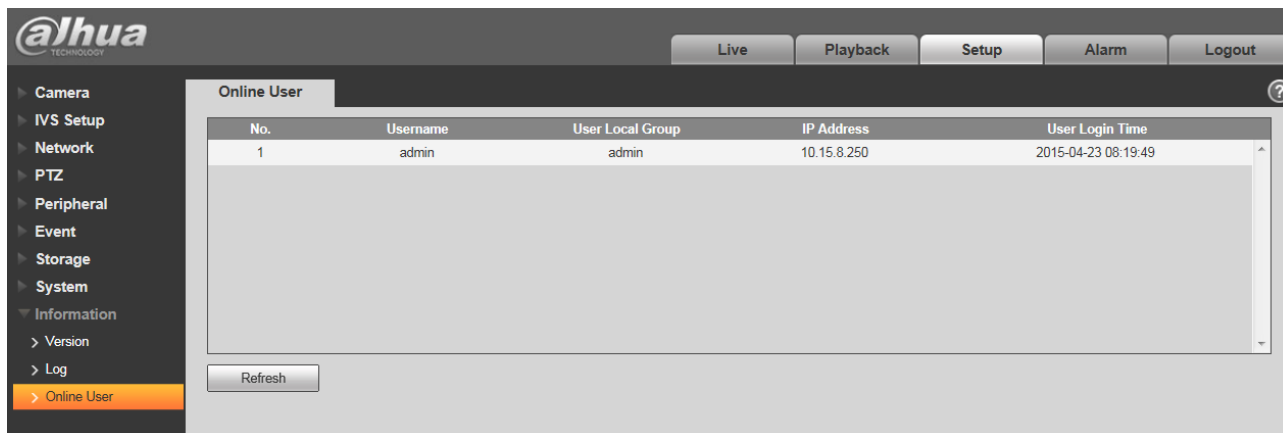 alhua
TECHNOLOGY
Live Playback Setup Alarm Logout
Camera
IVS Setup
Network
PTZ
Peripheral
Event
Storage
System
Information
Version
Log
Online User
Online User
?
No. Username User Local Group IP Address User Login Time
1 admin admin 10.15.8.250 2015-04-23 08:19:49
Refresh